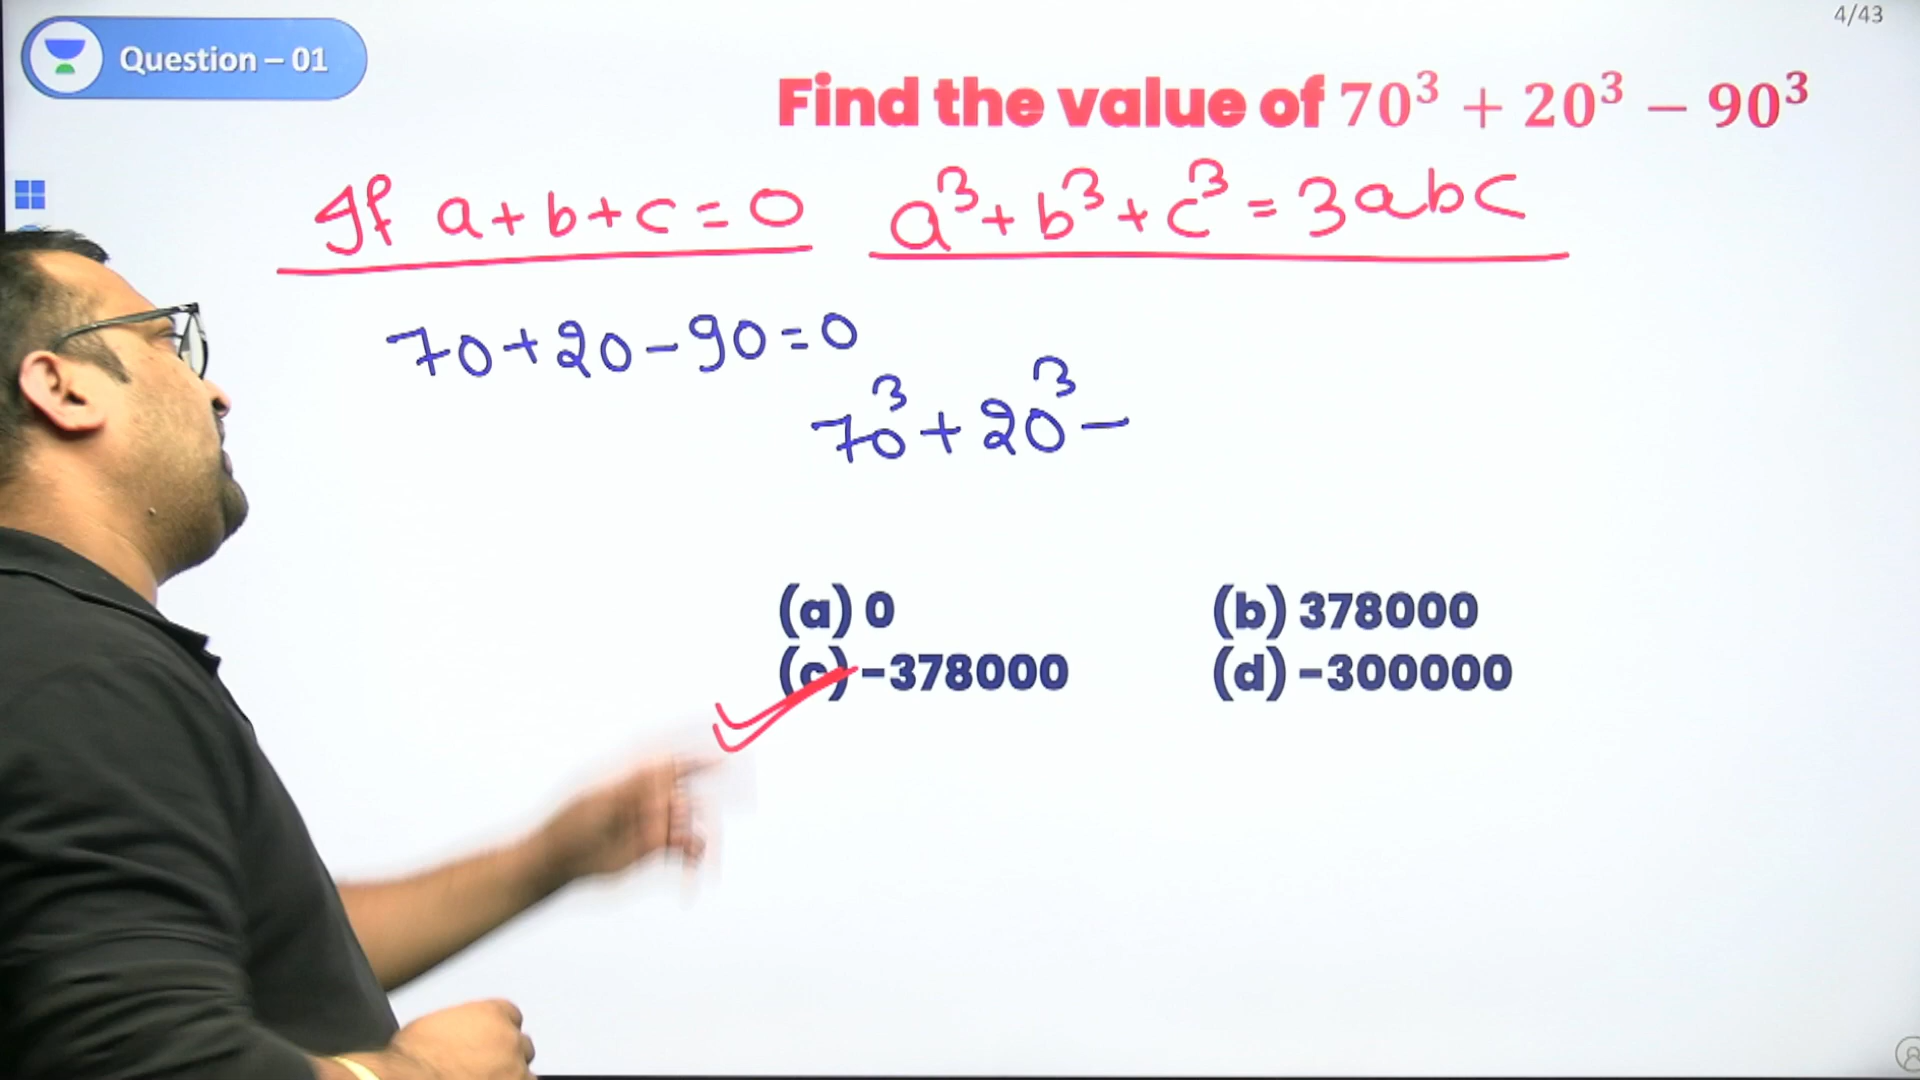 4/43
Question – 01
Find the value of 70³ + 20³ − 90³
If a+b+c=0 a³+b³+c³=3abc
70+20-90=0
70³+20³-
(a) 0 (b) 378000
(c) -378000 (d) -300000